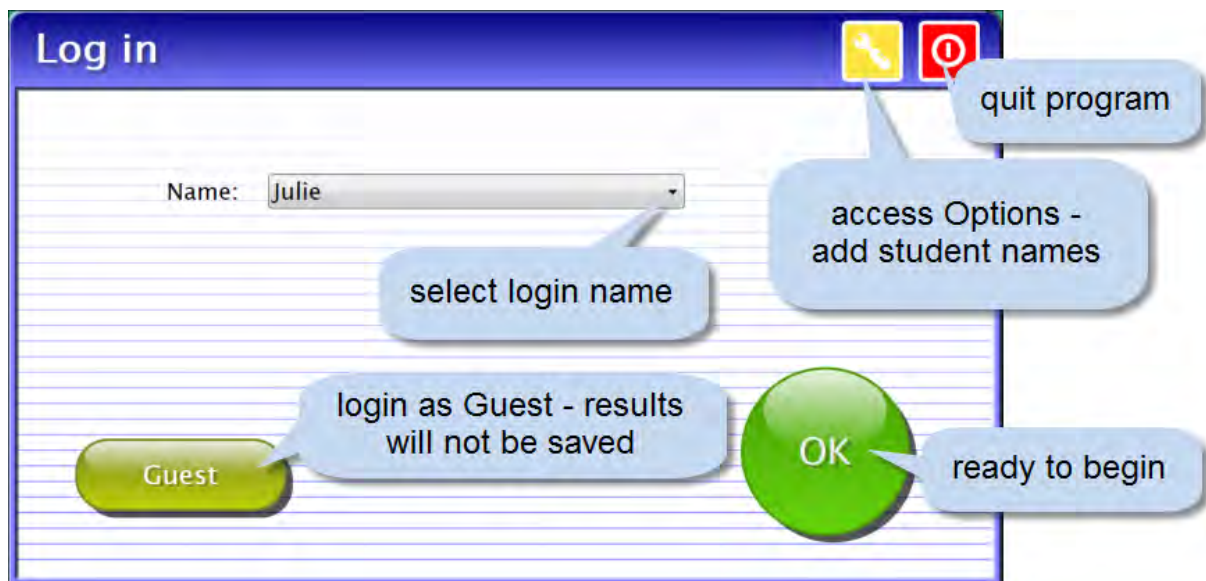 Log in
quit program
Name: Julie
access Options -
add student names
select login name
login as Guest - results
will not be saved
OK
Guest
ready to begin